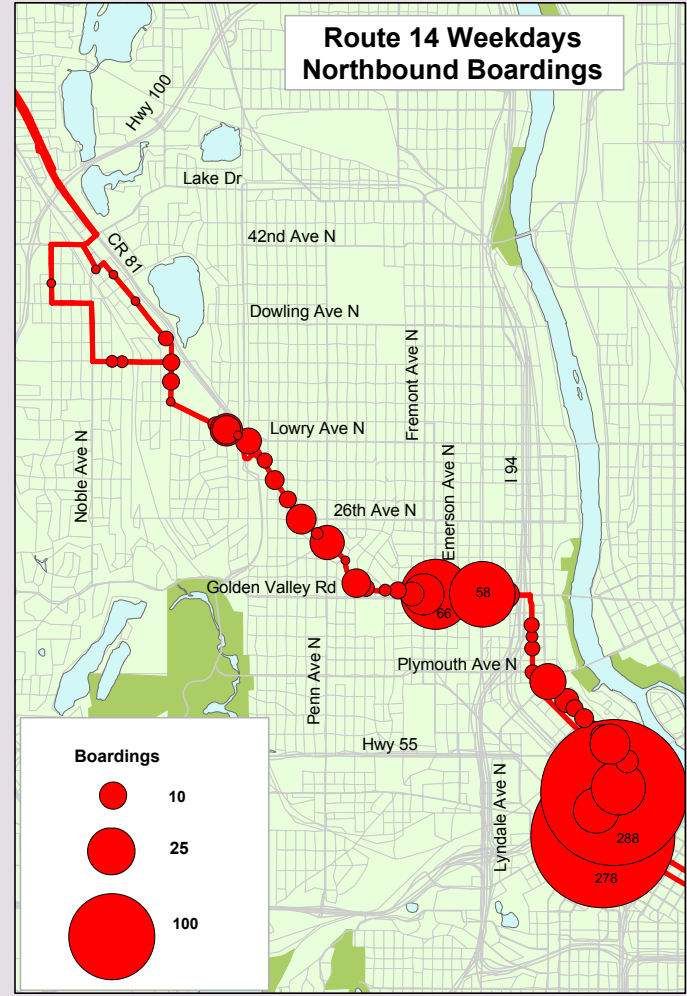 Route 14 Weekdays
Northbound Boardings
Hwy 100
Lake Dr
CR 81
42nd Ave N
Dowling Ave N
Fremont Ave N
Lowry Ave N
Noble Ave N
Emerson Ave N
I 94
26th Ave N
Golden Valley Rd
66
58
Plymouth Ave N
Penn Ave N
Hwy 55
Lyndale Ave N
288
278
Boardings
10
25
100